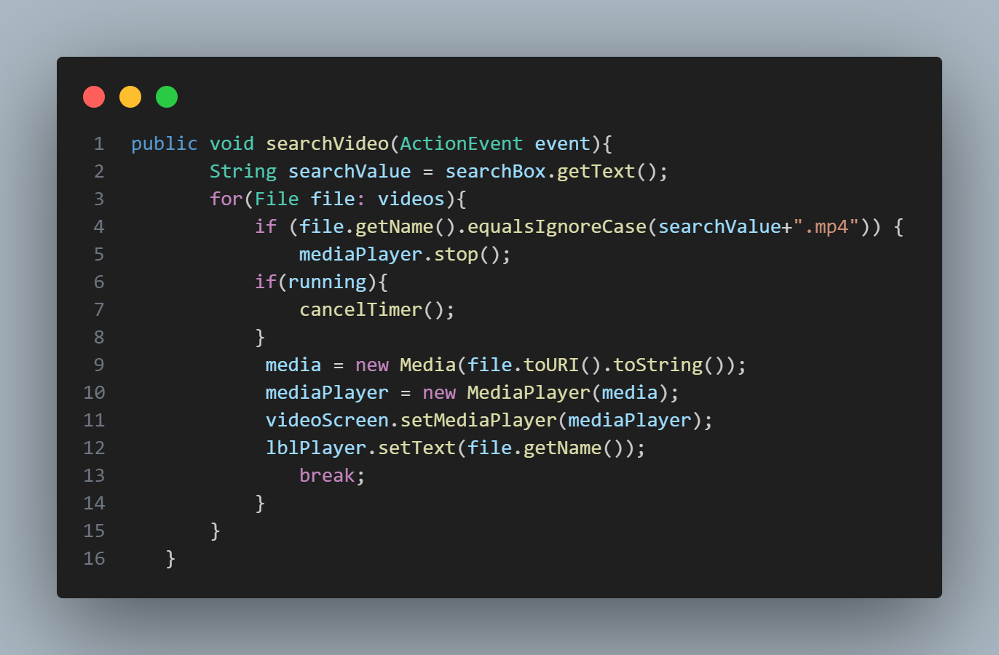 1 public void searchVideo(ActionEvent event){
2 String searchValue = searchBox.getText();
3 for(File file: videos){
4 if (file.getName().equalsIgnoreCase(searchValue+".mp4")) {
5 mediaPlayer.stop();
6 if(running){
7 cancelTimer();
8 }
9 media = new Media(file.toURI().toString());
10 mediaPlayer = new MediaPlayer(media);
11 videoScreen.setMediaPlayer(mediaPlayer);
12 lblPlayer.setText(file.getName());
13 break;
14 }
15 }
16 }